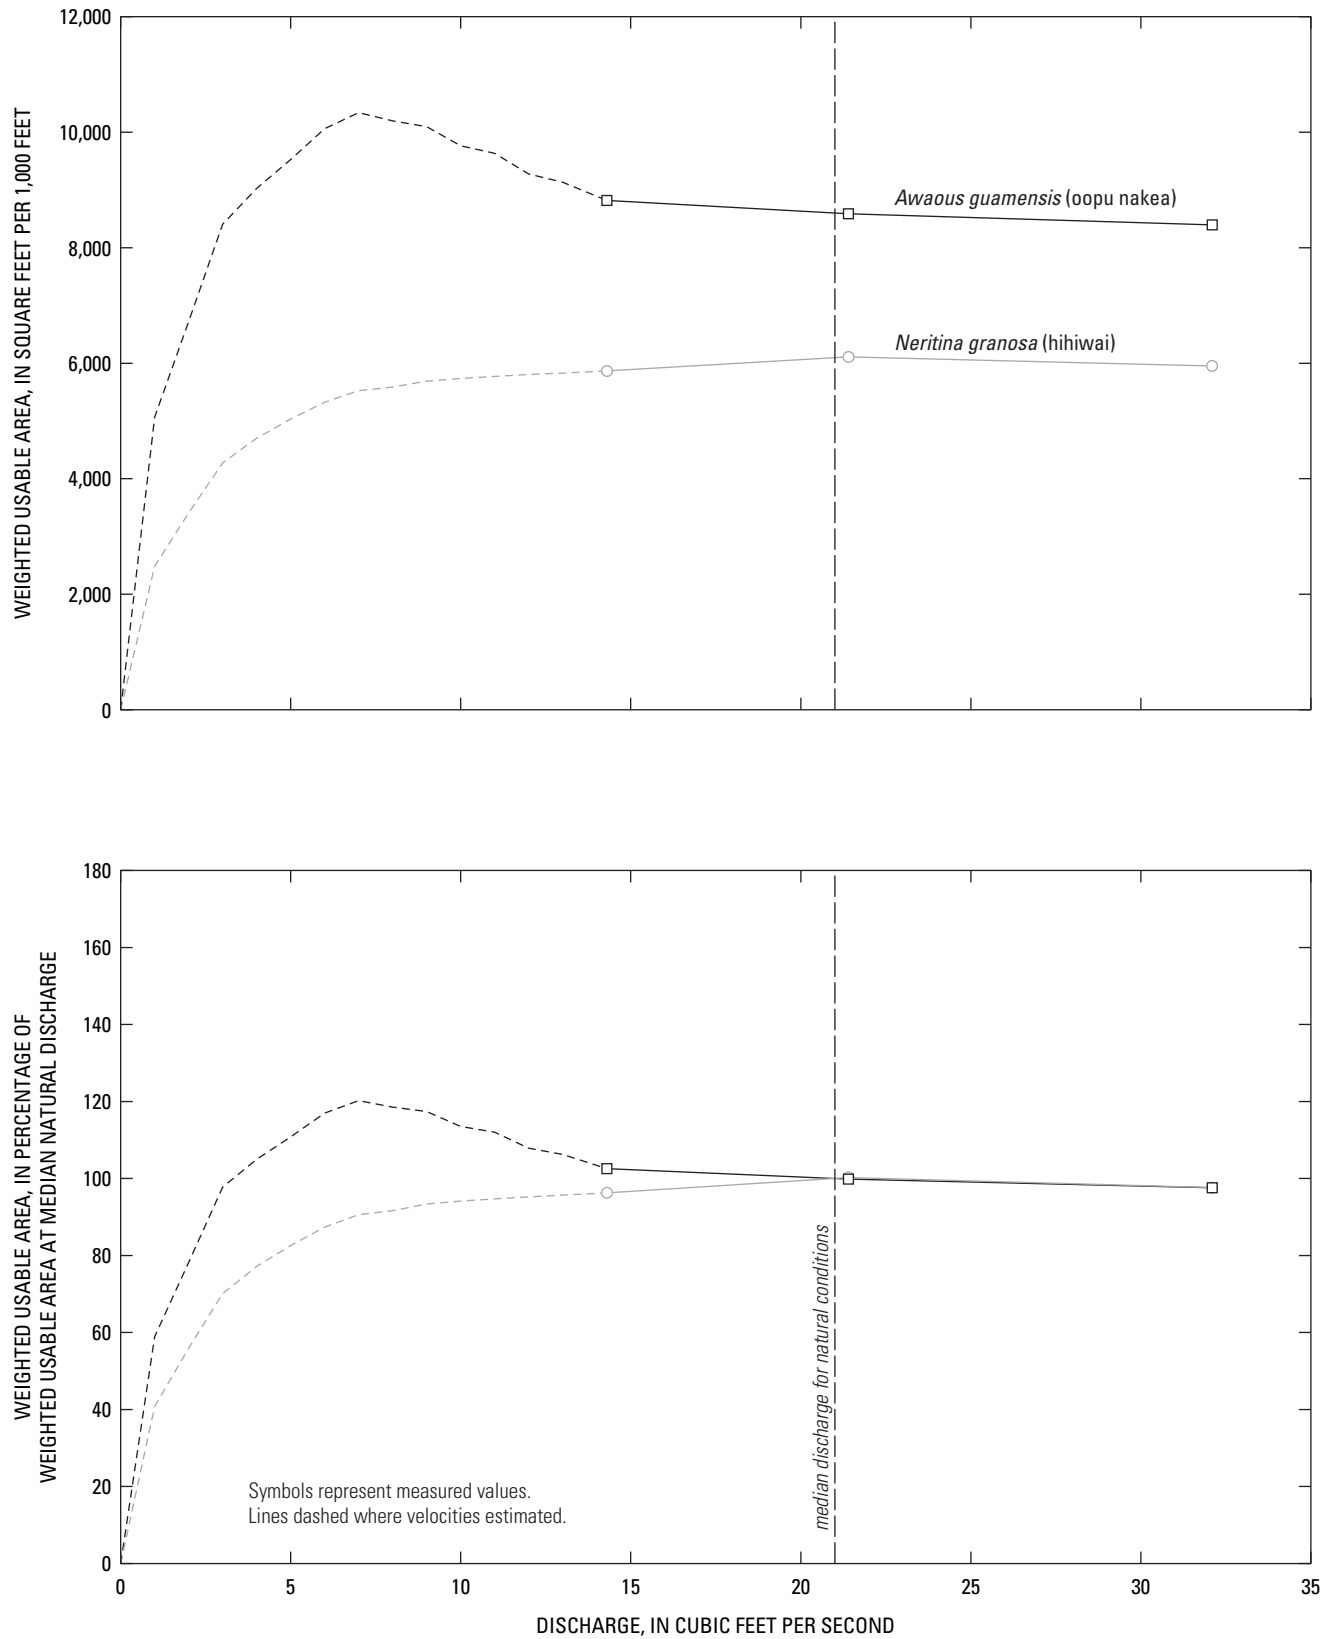 12,000
10,000
8,000
6,000
4,000
2,000
0
WEIGHTED USABLE AREA, IN SQUARE FEET PER 1,000 FEET
Awaous guamensis (oopu nakea)
Neritina granosa (hihiwai)
180
160
140
120
100
80
60
40
20
0
WEIGHTED USABLE AREA, IN PERCENTAGE OF
WEIGHTED USABLE AREA AT MEDIAN NATURAL DISCHARGE
median discharge for natural conditions
Symbols represent measured values.
Lines dashed where velocities estimated.
0 5 10 15 20 25 30 35
DISCHARGE, IN CUBIC FEET PER SECOND